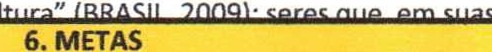 ltura” (BRASIL, 2009): seres que, em suas
6. METAS